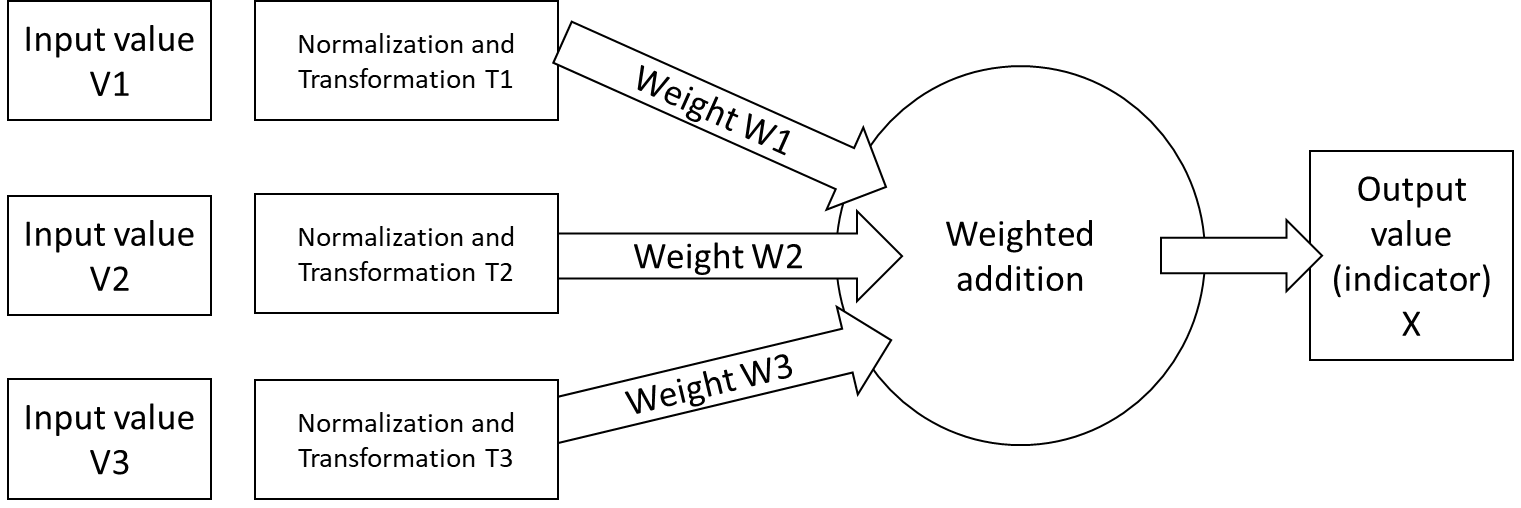 Input value
V1
Normalization and
Transformation T1
Weight W1
Input value
V2
Normalization and
Transformation T2
Weight W2
Input value
V3
Normalization and
Transformation T3
Weight W3
Weighted
addition
Output
value
(indicator)
X